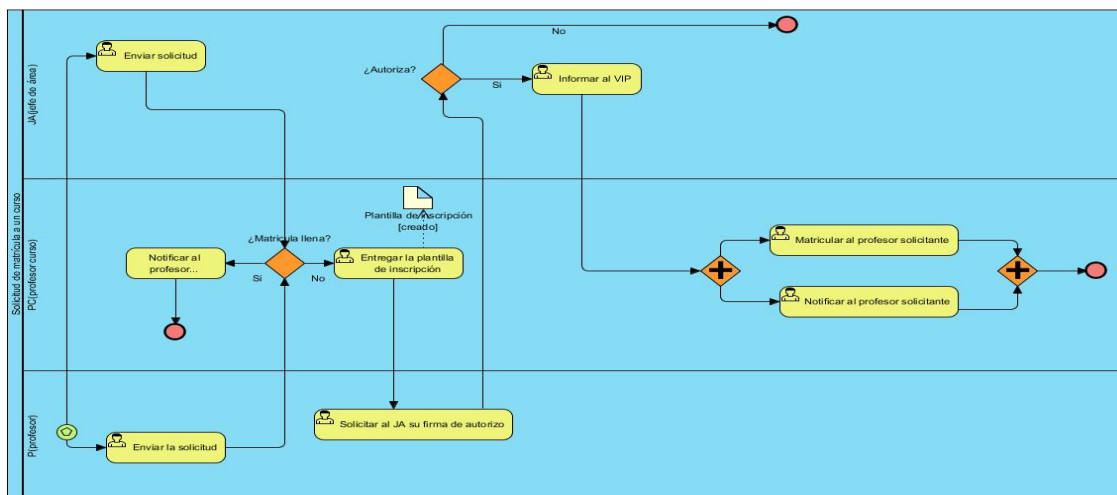 Solicitud de matrícula a un curso
JA(jefe de área)
Enviar solicitud
¿Autoriza?
No
Si
Informar al VIP
PC(profesor curso)
Plantilla de inscripción
[creado]
¿Matricula llena?
Notificar al
profesor...
Si
No
Entregar la plantilla
de inscripción
Matricular al profesor solicitante
Notificar al profesor solicitante
P(profesor)
Enviar la solicitud
Solicitar al JA su firma de autorizo